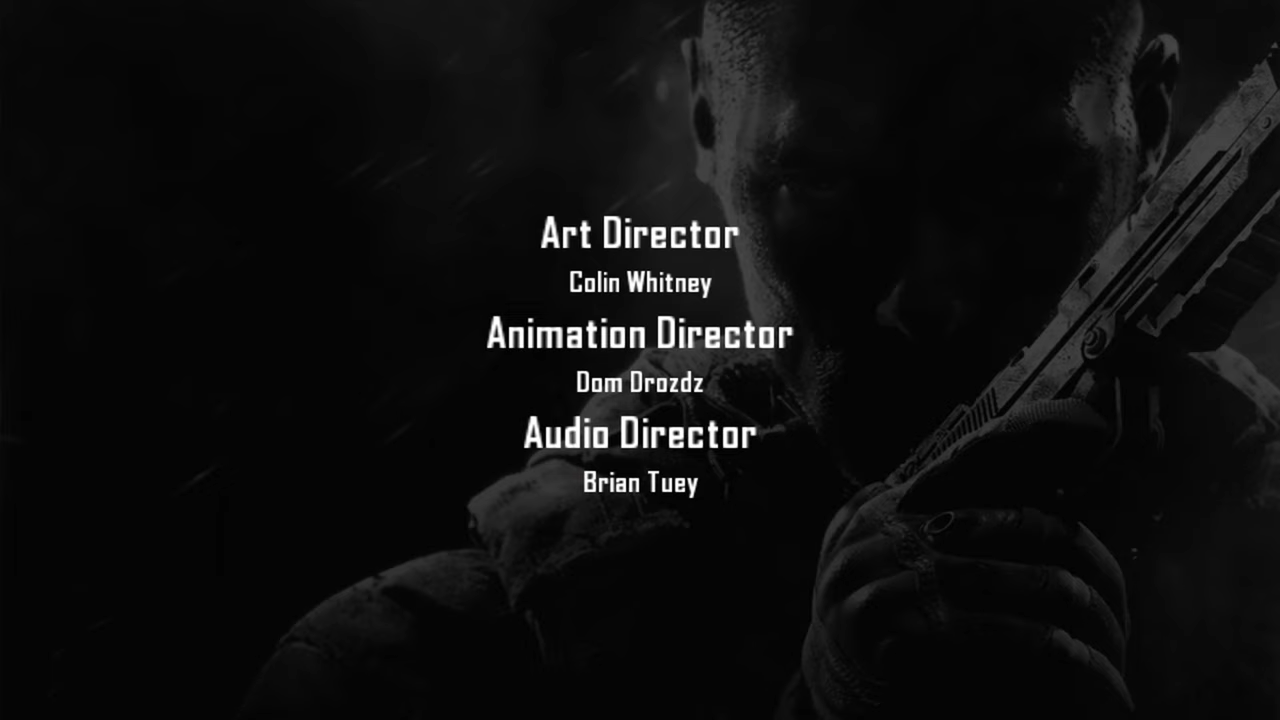 Art Director
Colin Whitney
Animation Director
Dom Drozdz
Audio Director
Brian Tuey